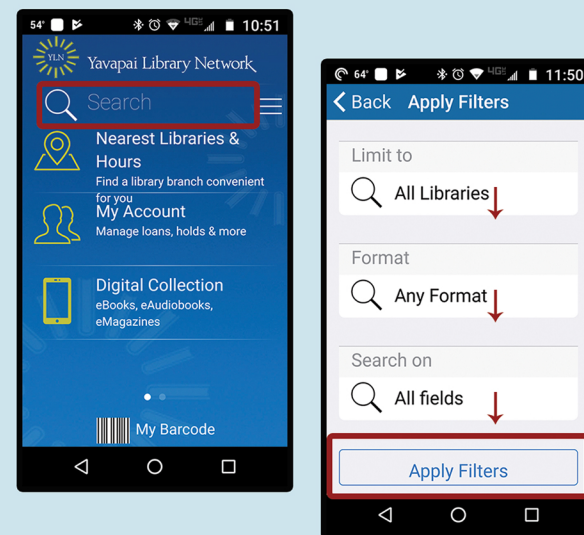 54° 4G 10:51
YLN
Yavapai Library Network
Search
Nearest Libraries &
Hours
Find a library branch convenient
for you
My Account
Manage loans, holds & more
Digital Collection
eBooks, eAudiobooks,
eMagazines
My Barcode
64° 4G 11:50
Back Apply Filters
Limit to
All Libraries
Format
Any Format
Search on
All fields
Apply Filters